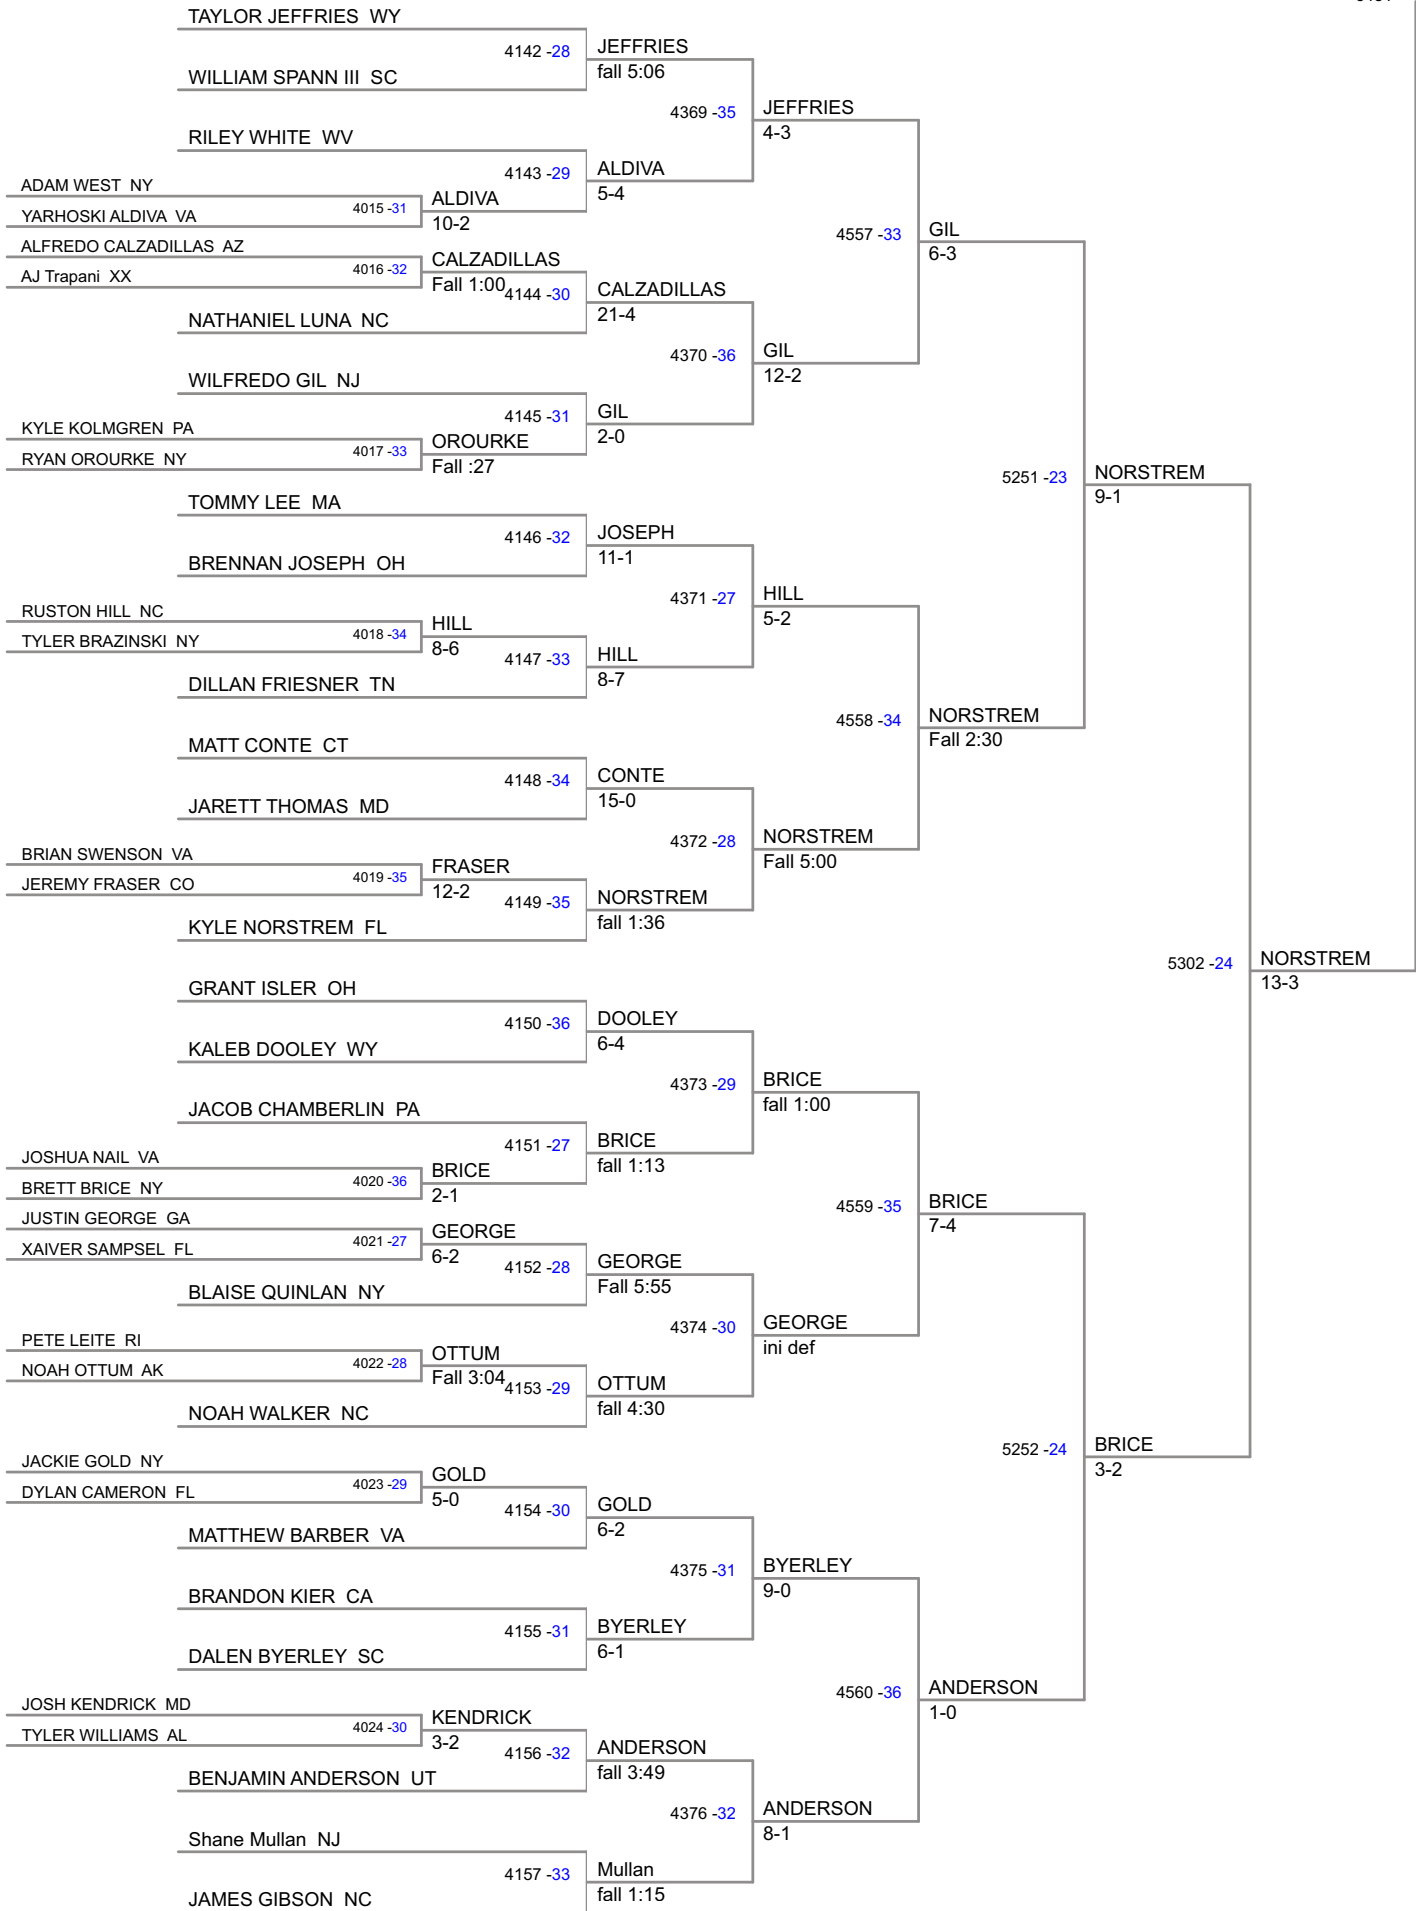 TAYLOR JEFFRIES WY
4142 -28
JEFFRIES
WILLIAM SPANN III SC
fall 5:06
4369 -35
JEFFRIES
4-3
RILEY WHITE WV
4143 -29
ALDIVA
5-4
ADAM WEST NY
4015 -31
ALDIVA
YARHOSKI ALDIVA VA
10-2
4557 -33
GIL
6-3
ALFREDO CALZADILLAS AZ
4016 -32
CALZADILLAS
AJ Trapani XX
Fall 1:00
4144 -30
CALZADILLAS
21-4
NATHANIEL LUNA NC
4370 -36
GIL
12-2
WILFREDO GIL NJ
4145 -31
GIL
2-0
KYLE KOLMGREN PA
4017 -33
OROURKE
RYAN OROURKE NY
Fall :27
5251 -23
NORSTREM
9-1
TOMMY LEE MA
4146 -32
JOSEPH
11-1
BRENNAN JOSEPH OH
4371 -27
HILL
5-2
RUSTON HILL NC
4018 -34
HILL
TYLER BRAZINSKI NY
8-6
4147 -33
HILL
8-7
DILLAN FRIESNER TN
4558 -34
NORSTREM
Fall 2:30
MATT CONTE CT
4148 -34
CONTE
15-0
JARETT THOMAS MD
4372 -28
NORSTREM
Fall 5:00
BRIAN SWENSON VA
4019 -35
FRASER
JEREMY FRASER CO
12-2
4149 -35
NORSTREM
fall 1:36
KYLE NORSTREM FL
5302 -24
NORSTREM
13-3
GRANT ISLER OH
4150 -36
DOOLEY
6-4
KALEB DOOLEY WY
4373 -29
BRICE
fall 1:00
JACOB CHAMBERLIN PA
4151 -27
BRICE
fall 1:13
JOSHUA NAIL VA
4020 -36
BRICE
BRETT BRICE NY
2-1
4559 -35
BRICE
7-4
JUSTIN GEORGE GA
4021 -27
GEORGE
XAIVER SAMPSEL FL
6-2
4152 -28
GEORGE
Fall 5:55
BLAISE QUINLAN NY
4374 -30
GEORGE
ini def
PETE LEITE RI
4022 -28
OTTUM
NOAH OTTUM AK
Fall 3:04
4153 -29
OTTUM
fall 4:30
NOAH WALKER NC
5252 -24
BRICE
3-2
JACKIE GOLD NY
4023 -29
GOLD
DYLAN CAMERON FL
5-0
4154 -30
GOLD
6-2
MATTHEW BARBER VA
4375 -31
BYERLEY
9-0
BRANDON KIER CA
4155 -31
BYERLEY
6-1
DALEN BYERLEY SC
4560 -36
ANDERSON
1-0
JOSH KENDRICK MD
4024 -30
KENDRICK
TYLER WILLIAMS AL
3-2
4156 -32
ANDERSON
fall 3:49
BENJAMIN ANDERSON UT
4376 -32
ANDERSON
8-1
Shane Mullan NJ
4157 -33
Mullan
fall 1:15
JAMES GIBSON NC